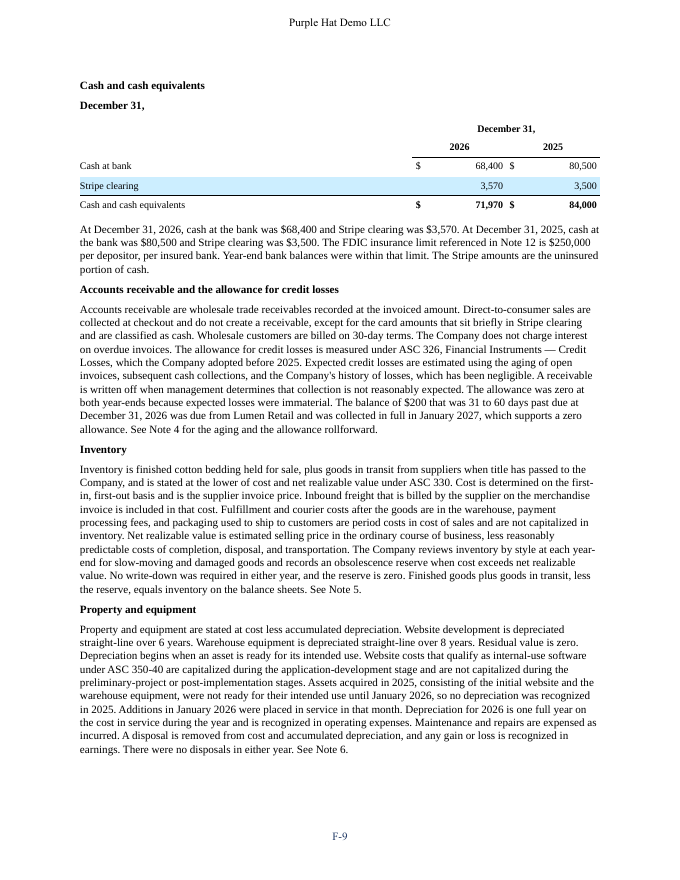 Purple Hat Demo LLC
Cash and cash equivalents
December 31,
December 31,
2026 2025
Cash at bank $ 68,400 $ 80,500
Stripe clearing 3,570 3,500
Cash and cash equivalents $ 71,970 $ 84,000
At December 31, 2026, cash at the bank was $68,400 and Stripe clearing was $3,570. At December 31, 2025, cash at
the bank was $80,500 and Stripe clearing was $3,500. The FDIC insurance limit referenced in Note 12 is $250,000
per depositor, per insured bank. Year-end bank balances were within that limit. The Stripe amounts are the uninsured
portion of cash.
Accounts receivable and the allowance for credit losses
Accounts receivable are wholesale trade receivables recorded at the invoiced amount. Direct-to-consumer sales are
collected at checkout and do not create a receivable, except for the card amounts that sit briefly in Stripe clearing
and are classified as cash. Wholesale customers are billed on 30-day terms. The Company does not charge interest
on overdue invoices. The allowance for credit losses is measured under ASC 326, Financial Instruments — Credit
Losses, which the Company adopted before 2025. Expected credit losses are estimated using the aging of open
invoices, subsequent cash collections, and the Company's history of losses, which has been negligible. A receivable
is written off when management determines that collection is not reasonably expected. The allowance was zero at
both year-ends because expected losses were immaterial. The balance of $200 that was 31 to 60 days past due at
December 31, 2026 was due from Lumen Retail and was collected in full in January 2027, which supports a zero
allowance. See Note 4 for the aging and the allowance rollforward.
Inventory
Inventory is finished cotton bedding held for sale, plus goods in transit from suppliers when title has passed to the
Company, and is stated at the lower of cost and net realizable value under ASC 330. Cost is determined on the first-
in, first-out basis and is the supplier invoice price. Inbound freight that is billed by the supplier on the merchandise
invoice is included in that cost. Fulfillment and courier costs after the goods are in the warehouse, payment
processing fees, and packaging used to ship to customers are period costs in cost of sales and are not capitalized in
inventory. Net realizable value is estimated selling price in the ordinary course of business, less reasonably
predictable costs of completion, disposal, and transportation. The Company reviews inventory by style at each year-
end for slow-moving and damaged goods and records an obsolescence reserve when cost exceeds net realizable
value. No write-down was required in either year, and the reserve is zero. Finished goods plus goods in transit, less
the reserve, equals inventory on the balance sheets. See Note 5.
Property and equipment
Property and equipment are stated at cost less accumulated depreciation. Website development is depreciated
straight-line over 6 years. Warehouse equipment is depreciated straight-line over 8 years. Residual value is zero.
Depreciation begins when an asset is ready for its intended use. Website costs that qualify as internal-use software
under ASC 350-40 are capitalized during the application-development stage and are not capitalized during the
preliminary-project or post-implementation stages. Assets acquired in 2025, consisting of the initial website and the
warehouse equipment, were not ready for their intended use until January 2026, so no depreciation was recognized
in 2025. Additions in January 2026 were placed in service in that month. Depreciation for 2026 is one full year on
the cost in service during the year and is recognized in operating expenses. Maintenance and repairs are expensed as
incurred. A disposal is removed from cost and accumulated depreciation, and any gain or loss is recognized in
earnings. There were no disposals in either year. See Note 6.
F-9